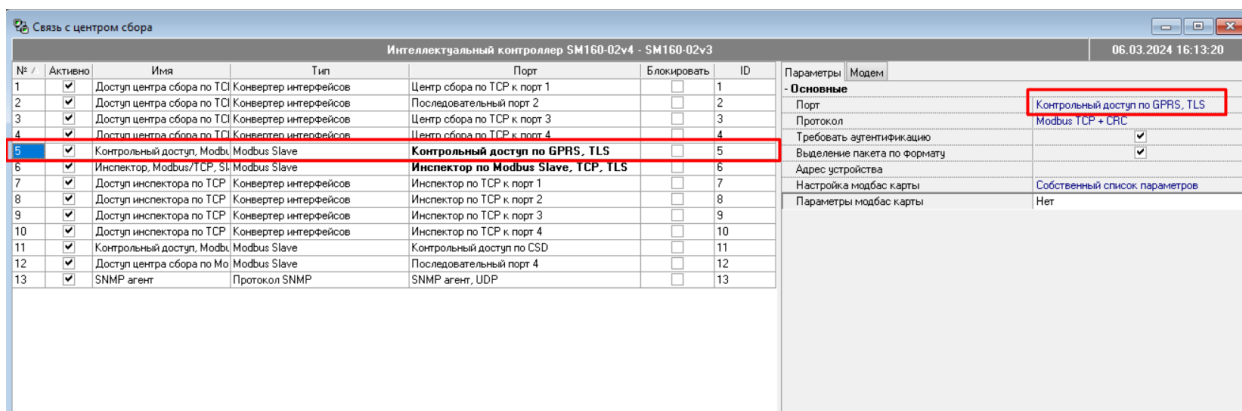 Связь с центром сбора
Интеллектуальный контроллер SM160-02v4 - SM160-02v3 06.03.2024 16:13:20
№ Активно Имя Тип Порт Блокировать ID
1 Доступ центра сбора по TCP Конвертер интерфейсов Центр сбора по TCP к порт 1 1
2 Доступ центра сбора по TCP Конвертер интерфейсов Последовательный порт 2 2
3 Доступ центра сбора по TCP Конвертер интерфейсов Центр сбора по TCP к порт 3 3
4 Доступ центра сбора по TCP Конвертер интерфейсов Центр сбора по TCP к порт 4 4
5 Контрольный доступ, Modbu Modbus Slave Контрольный доступ по GPRS, TLS 5
6 Инспектор, Modbus/TCP, Sl Modbus Slave Инспектор по Modbus Slave, TCP, TLS 6
7 Доступ инспектора по TCP Конвертер интерфейсов Инспектор по TCP к порт 1 7
8 Доступ инспектора по TCP Конвертер интерфейсов Инспектор по TCP к порт 2 8
9 Доступ инспектора по TCP Конвертер интерфейсов Инспектор по TCP к порт 3 9
10 Доступ инспектора по TCP Конвертер интерфейсов Инспектор по TCP к порт 4 10
11 Контрольный доступ, Modbu Modbus Slave Контрольный доступ по CSD 11
12 Доступ центра сбора по Mo Modbus Slave Последовательный порт 4 12
13 SNMP агент Протокол SNMP SNMP агент, UDP 13
Параметры Модем
- Основные
Порт Контрольный доступ по GPRS, TLS
Протокол Modbus TCP + CRC
Требовать аутентификацию
Выделение пакета по формату
Адрес устройства
Настройка модбас карты Собственный список параметров
Параметры модбас карты Нет